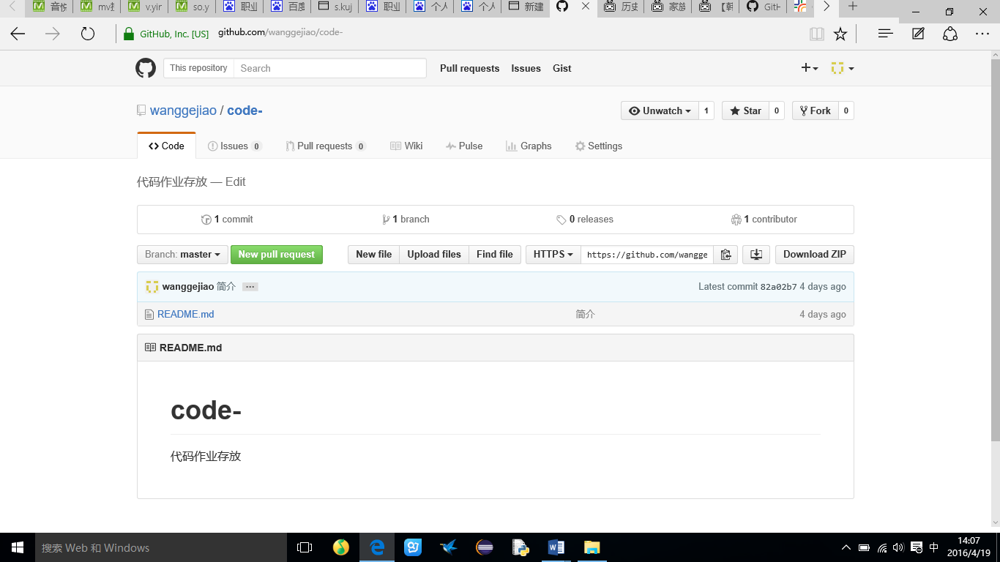 音悦 mv排 v.yir so.y 职业 百度 s.kuj 职业 个人 个人 新建 历史 家族 【韩 GitH
GitHub, Inc. [US] github.com/wanggejiao/code-
This repository Search Pull requests Issues Gist
wanggejiao / code- Unwatch 1 Star 0 Fork 0
Code Issues 0 Pull requests 0 Wiki Pulse Graphs Settings
代码作业存放 — Edit
1 commit 1 branch 0 releases 1 contributor
Branch: master New pull request New file Upload files Find file HTTPS https://github.com/wangge Download ZIP
wanggejiao 简介 ... Latest commit 82a02b7 4 days ago
README.md 简介 4 days ago
README.md
code-
代码作业存放
搜索 Web 和 Windows 中 14:07
2016/4/19